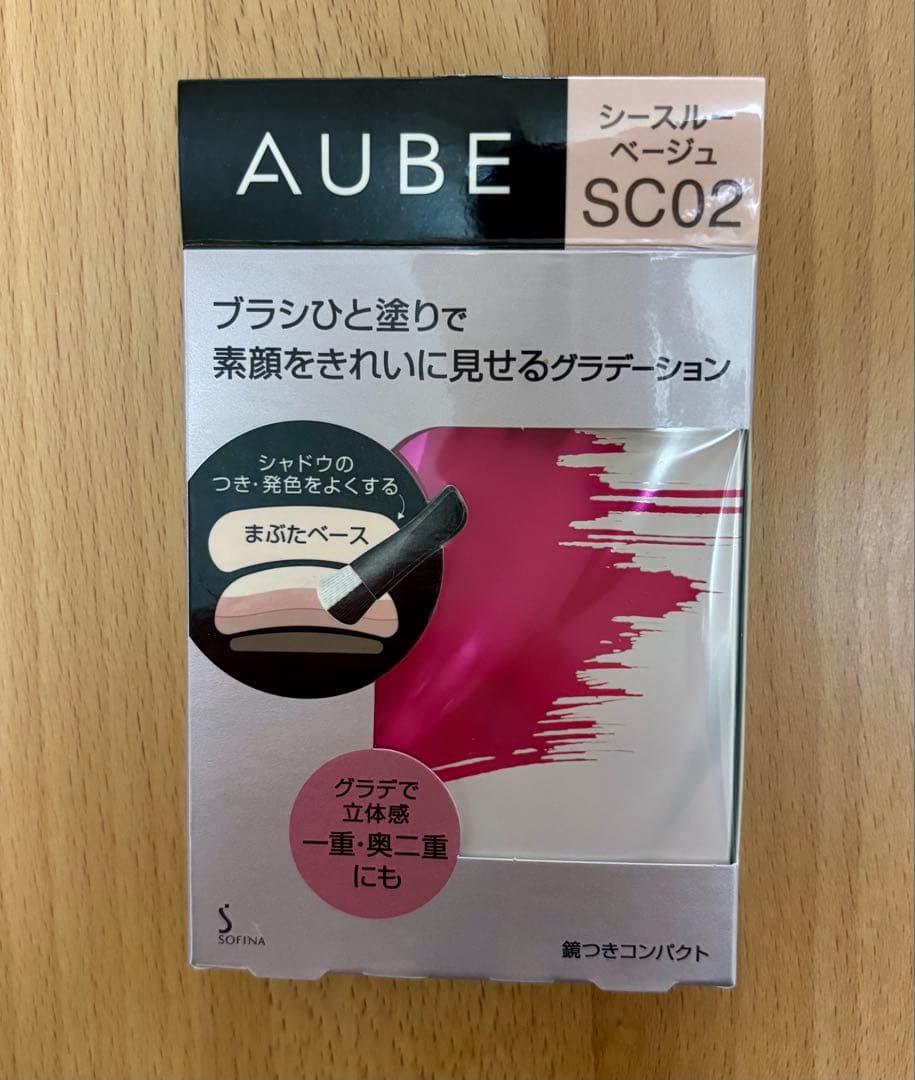 AUBE
シースルー
ベージュ
SC02
ブラシひと塗りで
素顔をきれいに見せるグラデーション
シャドウの
つき・発色をよくする
まぶたベース
グラデで
立体感
一重・奥二重
にも
SOFINA
鏡つきコンパクト